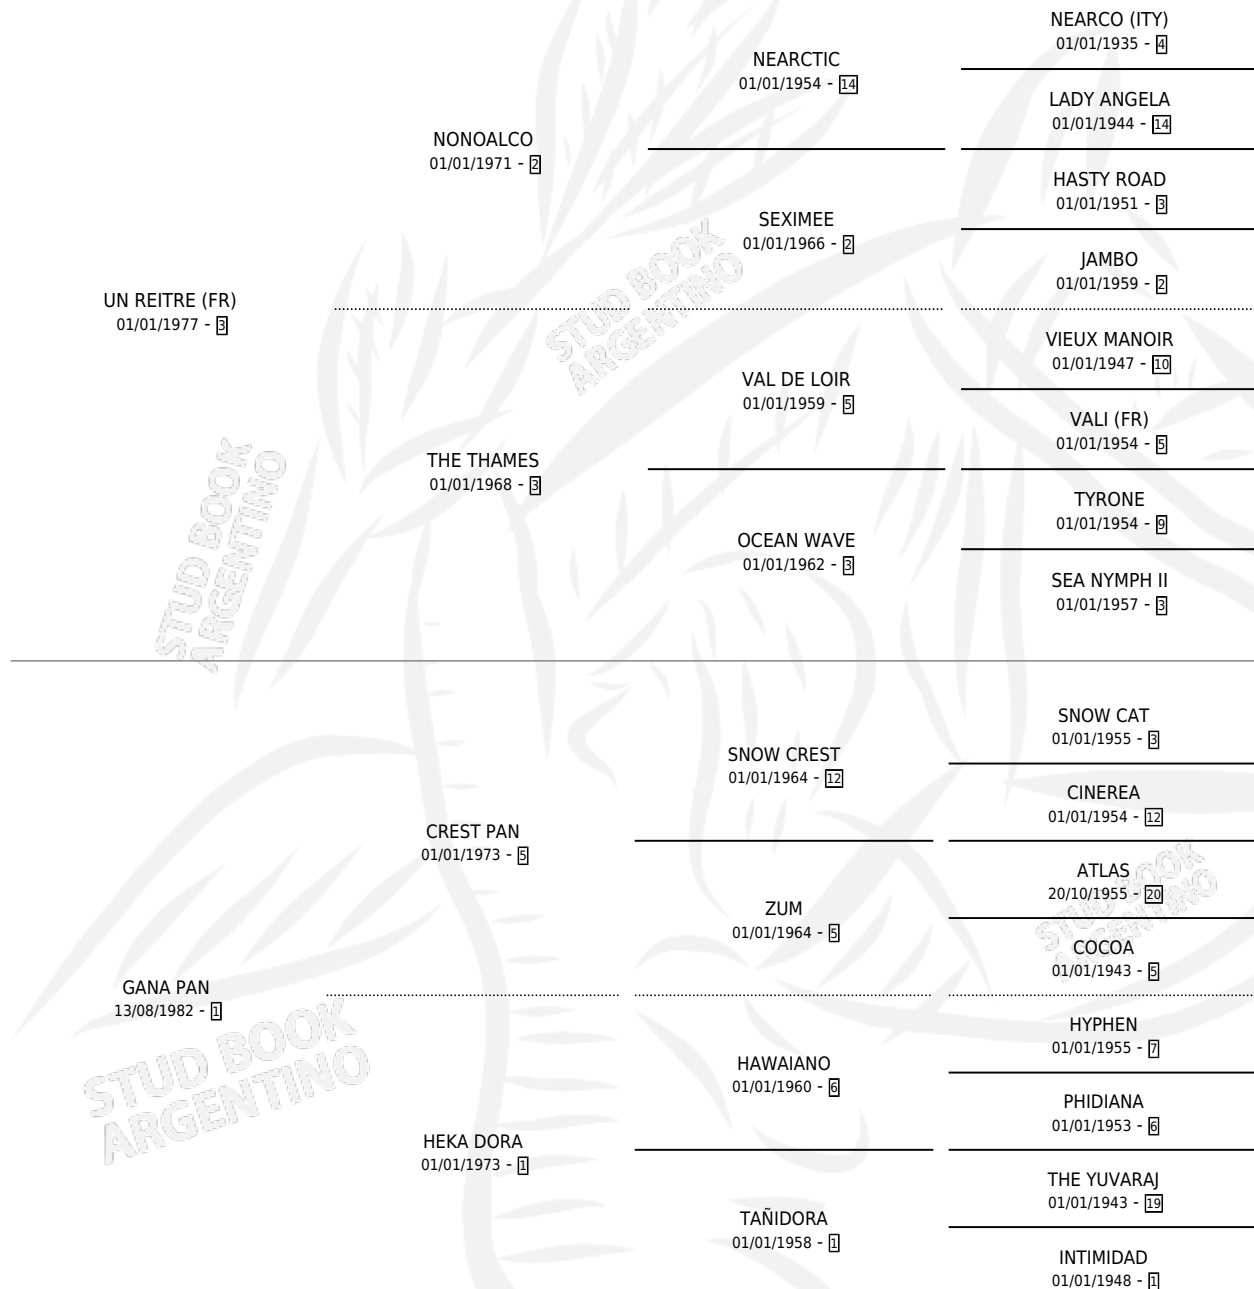 NEARCO (ITY)
01/01/1935 - 4
NEARCTIC
01/01/1954 - 14
LADY ANGELA
01/01/1944 - 14
NONOALCO
01/01/1971 - 2
HASTY ROAD
01/01/1951 - 3
SEXIMEE
01/01/1966 - 2
JAMBO
01/01/1959 - 2
UN REITRE (FR)
01/01/1977 - 3
STUD BOOK
ARGENTINO
VIEUX MANOIR
01/01/1947 - 10
VAL DE LOIR
01/01/1959 - 5
VALI (FR)
01/01/1954 - 5
THE THAMES
01/01/1968 - 3
TYRONE
01/01/1954 - 9
OCEAN WAVE
01/01/1962 - 3
SEA NYMPH II
01/01/1957 - 3
STUD BOOK
ARGENTINO
SNOW CAT
01/01/1955 - 3
SNOW CREST
01/01/1964 - 12
CINEREA
01/01/1954 - 12
CREST PAN
01/01/1973 - 5
ATLAS
20/10/1955 - 20
ZUM
01/01/1964 - 5
COCOA
01/01/1943 - 5
STUD BOOK
ARGENTINO
GANA PAN
13/08/1982 - 1
HYPHEN
01/01/1955 - 7
HAWAIANO
01/01/1960 - 6
PHIDIANA
01/01/1953 - 6
STUD BOOK
ARGENTINO
HEKA DORA
01/01/1973 - 1
THE YUVARAJ
01/01/1943 - 19
TAÑIDORA
01/01/1958 - 1
INTIMIDAD
01/01/1948 - 1